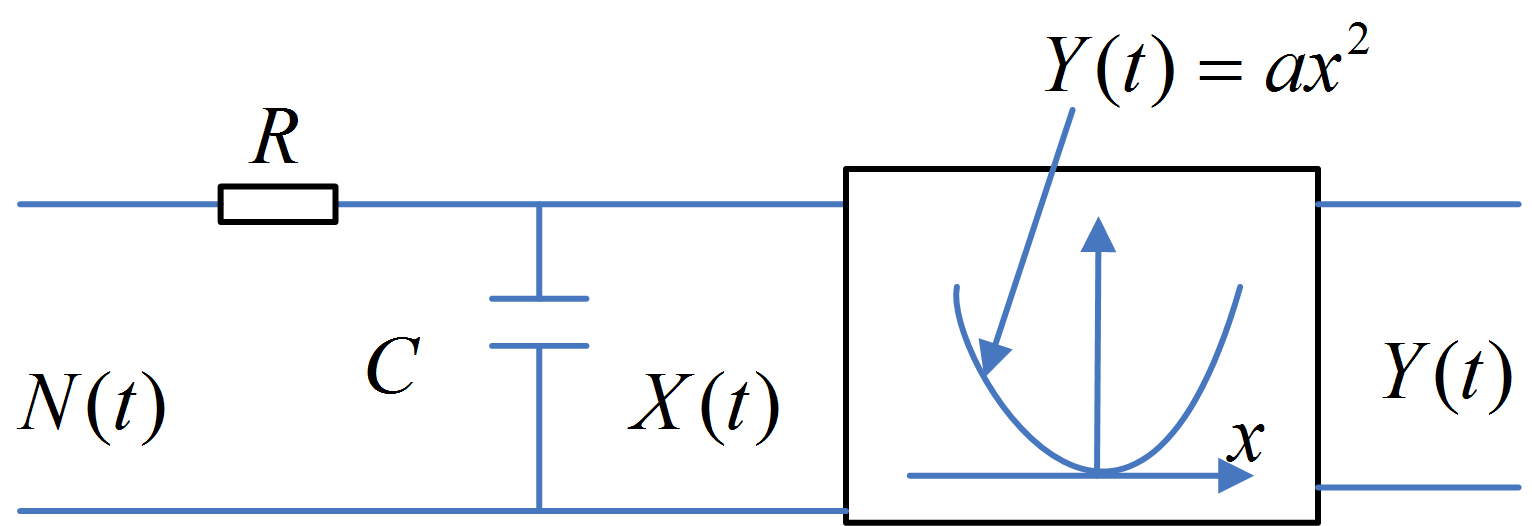 Y(t) = ax²
R
C
N(t)
X(t)
x
Y(t)